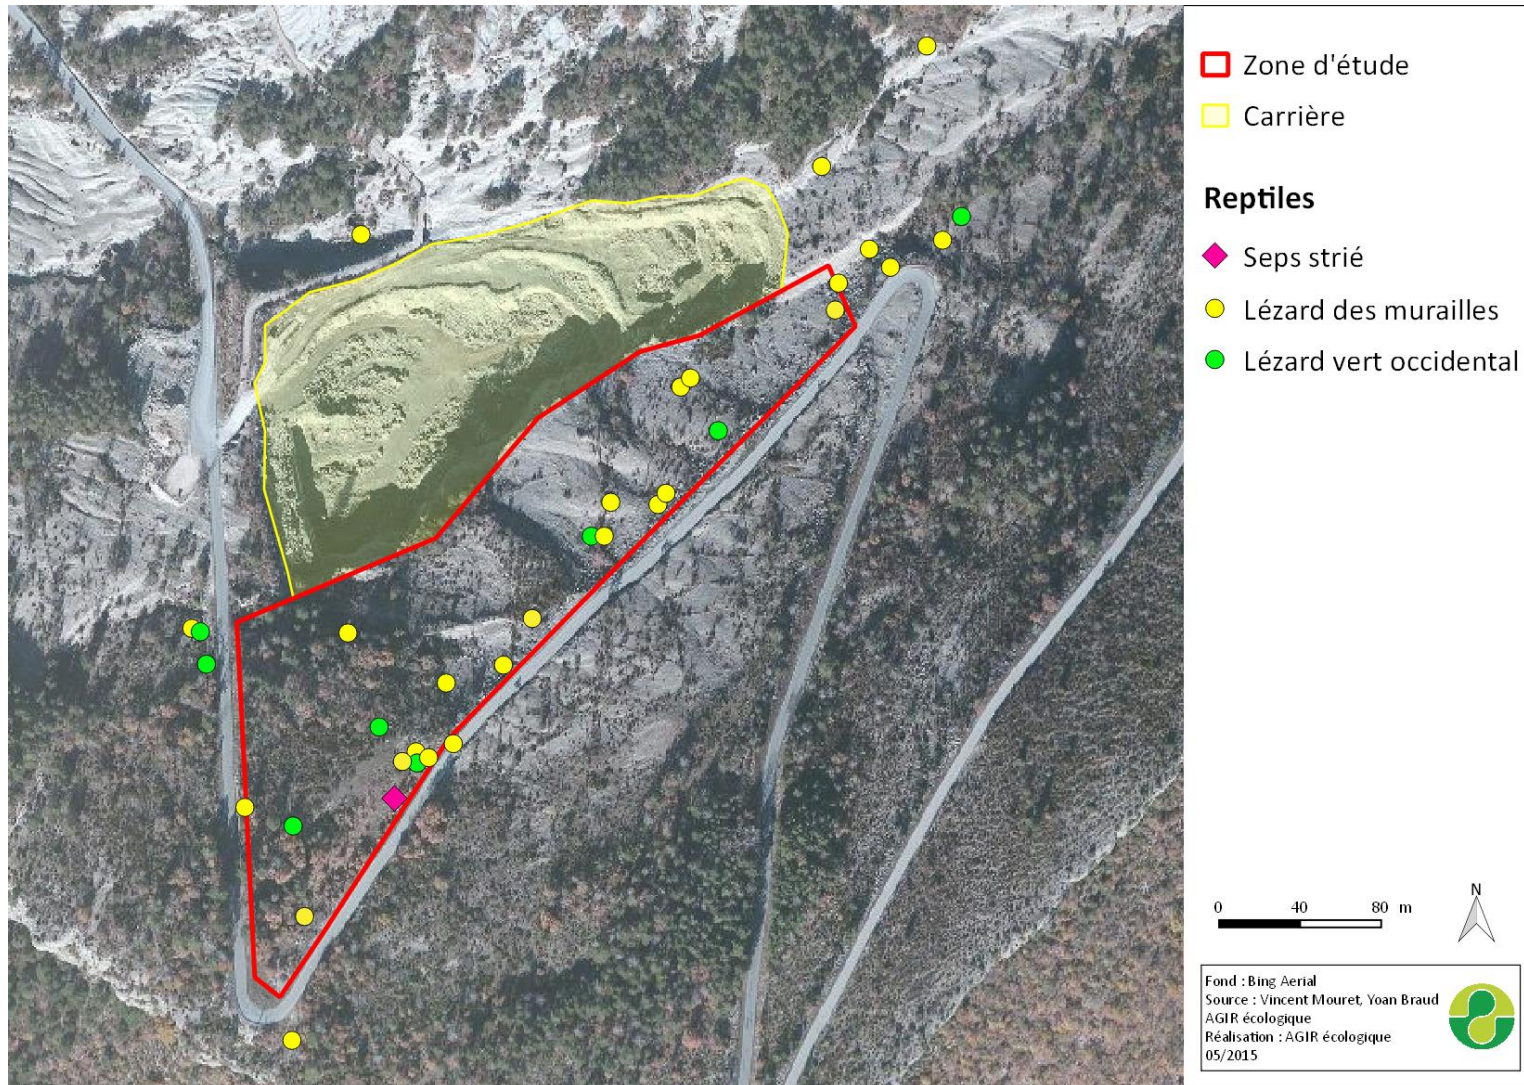 Zone d'étude
Carrière
Reptiles
Seps strié
Lézard des murailles
Lézard vert occidental
0 40 80 m
N
Fond : Bing Aerial
Source : Vincent Mouret, Yoan Braud
AGIR écologique
Réalisation : AGIR écologique
05/2015